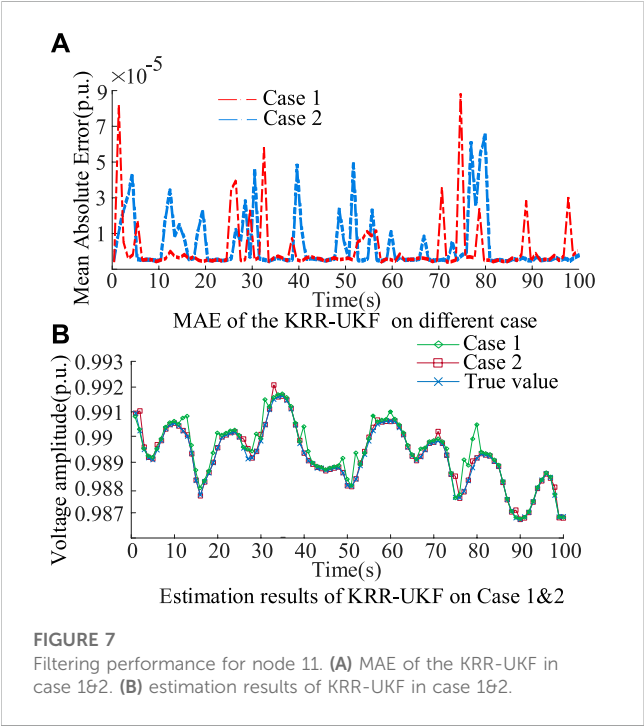 A
×10^-5
Mean Absolute Error(p.u.)
9
7
5
3
1
Case 1
Case 2
0 10 20 30 40 50 60 70 80 90 100
Time(s)
MAE of the KRR-UKF on different case
B
Voltage amplitude(p.u.)
0.993
0.992
0.991
0.99
0.989
0.988
0.987
Case 1
Case 2
True value
0 10 20 30 40 50 60 70 80 90 100
Time(s)
Estimation results of KRR-UKF on Case 1&2
FIGURE 7
Filtering performance for node 11. (A) MAE of the KRR-UKF in
case 1&2. (B) estimation results of KRR-UKF in case 1&2.